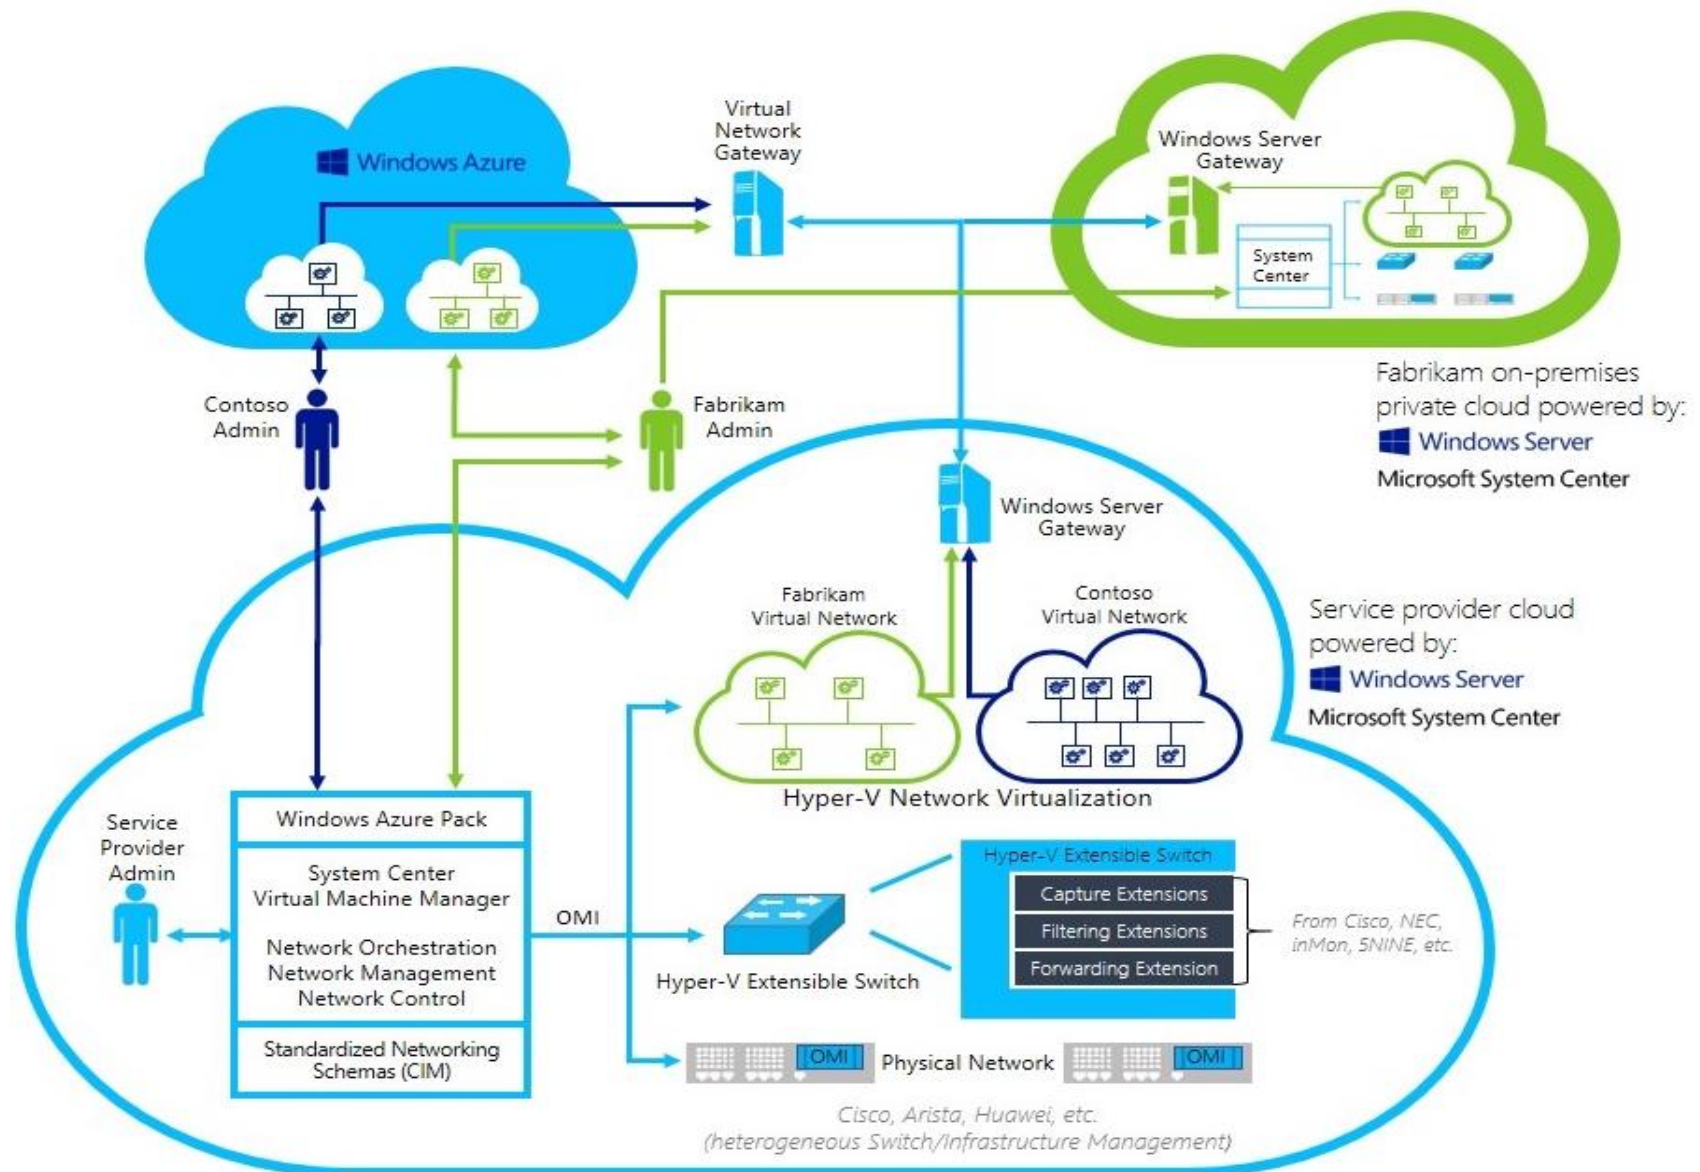 Windows Azure
Virtual
Network
Gateway
Windows Server
Gateway
System
Center
Contoso
Admin
Fabrikam
Admin
Fabrikam on-premises
private cloud powered by:
Windows Server
Microsoft System Center
Windows Server
Gateway
Fabrikam
Virtual Network
Contoso
Virtual Network
Service provider cloud
powered by:
Windows Server
Microsoft System Center
Hyper-V Network Virtualization
Service
Provider
Admin
Windows Azure Pack
System Center
Virtual Machine Manager
Network Orchestration
Network Management
Network Control
Standardized Networking
Schemas (CIM)
OMI
Hyper-V Extensible Switch
Hyper-V Extensible Switch
Capture Extensions
Filtering Extensions
Forwarding Extension
From Cisco, NEC,
inMon, 5NINE, etc.
OMI
Physical Network
OMI
Cisco, Arista, Huawei, etc.
(heterogeneous Switch/Infrastructure Management)